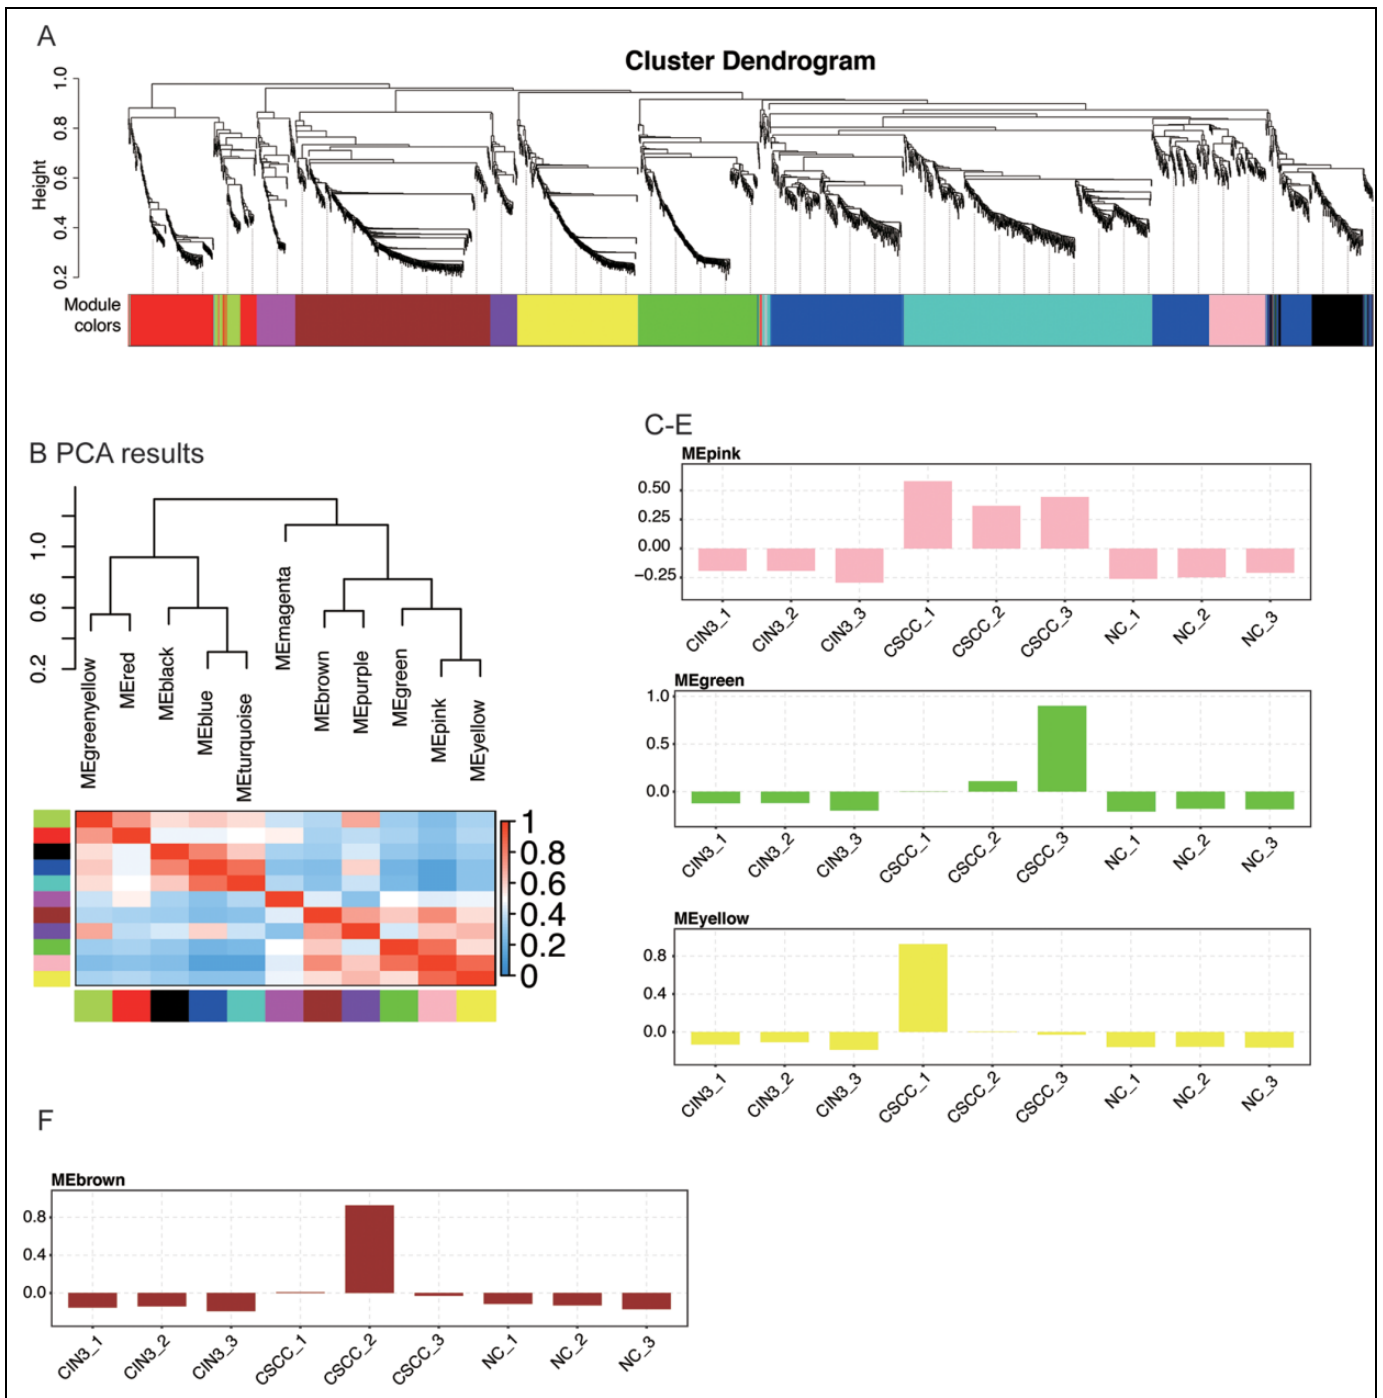 A
Cluster Dendrogram
Height
1.0
0.8
0.6
0.4
0.2
Module
colors
B PCA results
1.0
0.6
0.2
MEgreenyellow
MEred
MEblack
MEblue
MEturquoise
MEmagenta
MEbrown
MEpurple
MEgreen
MEpink
MEyellow
1
0.8
0.6
0.4
0.2
0
C-E
MEpink
0.50
0.25
0.00
−0.25
CIN3_1
CIN3_2
CIN3_3
CSCC_1
CSCC_2
CSCC_3
NC_1
NC_2
NC_3
MEgreen
1.0
0.5
0.0
CIN3_1
CIN3_2
CIN3_3
CSCC_1
CSCC_2
CSCC_3
NC_1
NC_2
NC_3
MEyellow
0.8
0.4
0.0
CIN3_1
CIN3_2
CIN3_3
CSCC_1
CSCC_2
CSCC_3
NC_1
NC_2
NC_3
F
MEbrown
0.8
0.4
0.0
CIN3_1
CIN3_2
CIN3_3
CSCC_1
CSCC_2
CSCC_3
NC_1
NC_2
NC_3